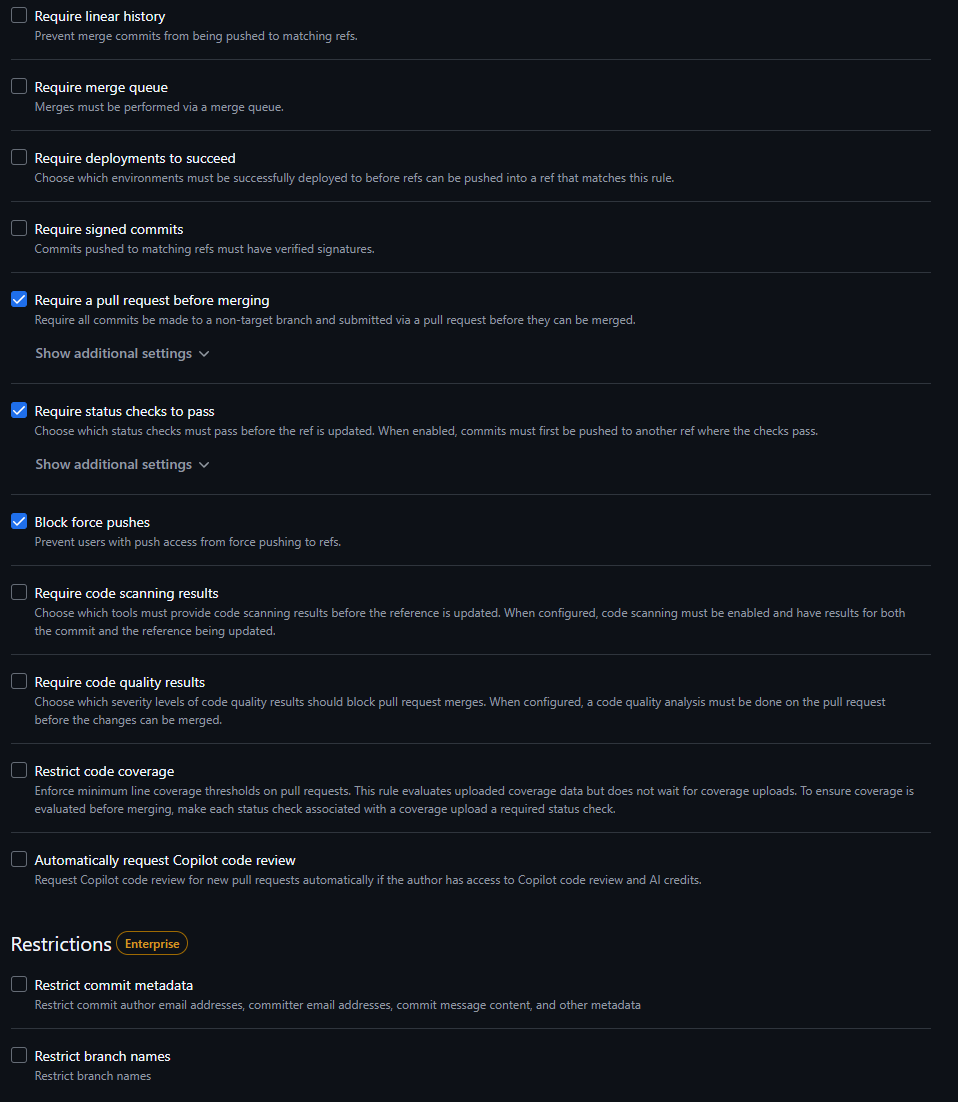 Require linear history
Prevent merge commits from being pushed to matching refs.
Require merge queue
Merges must be performed via a merge queue.
Require deployments to succeed
Choose which environments must be successfully deployed to before refs can be pushed into a ref that matches this rule.
Require signed commits
Commits pushed to matching refs must have verified signatures.
Require a pull request before merging
Require all commits be made to a non-target branch and submitted via a pull request before they can be merged.
Show additional settings
Require status checks to pass
Choose which status checks must pass before the ref is updated. When enabled, commits must first be pushed to another ref where the checks pass.
Show additional settings
Block force pushes
Prevent users with push access from force pushing to refs.
Require code scanning results
Choose which tools must provide code scanning results before the reference is updated. When configured, code scanning must be enabled and have results for both
the commit and the reference being updated.
Require code quality results
Choose which severity levels of code quality results should block pull request merges. When configured, a code quality analysis must be done on the pull request
before the changes can be merged.
Restrict code coverage
Enforce minimum line coverage thresholds on pull requests. This rule evaluates uploaded coverage data but does not wait for coverage uploads. To ensure coverage is
evaluated before merging, make each status check associated with a coverage upload a required status check.
Automatically request Copilot code review
Request Copilot code review for new pull requests automatically if the author has access to Copilot code review and AI credits.
Restrictions Enterprise
Restrict commit metadata
Restrict commit author email addresses, committer email addresses, commit message content, and other metadata
Restrict branch names
Restrict branch names